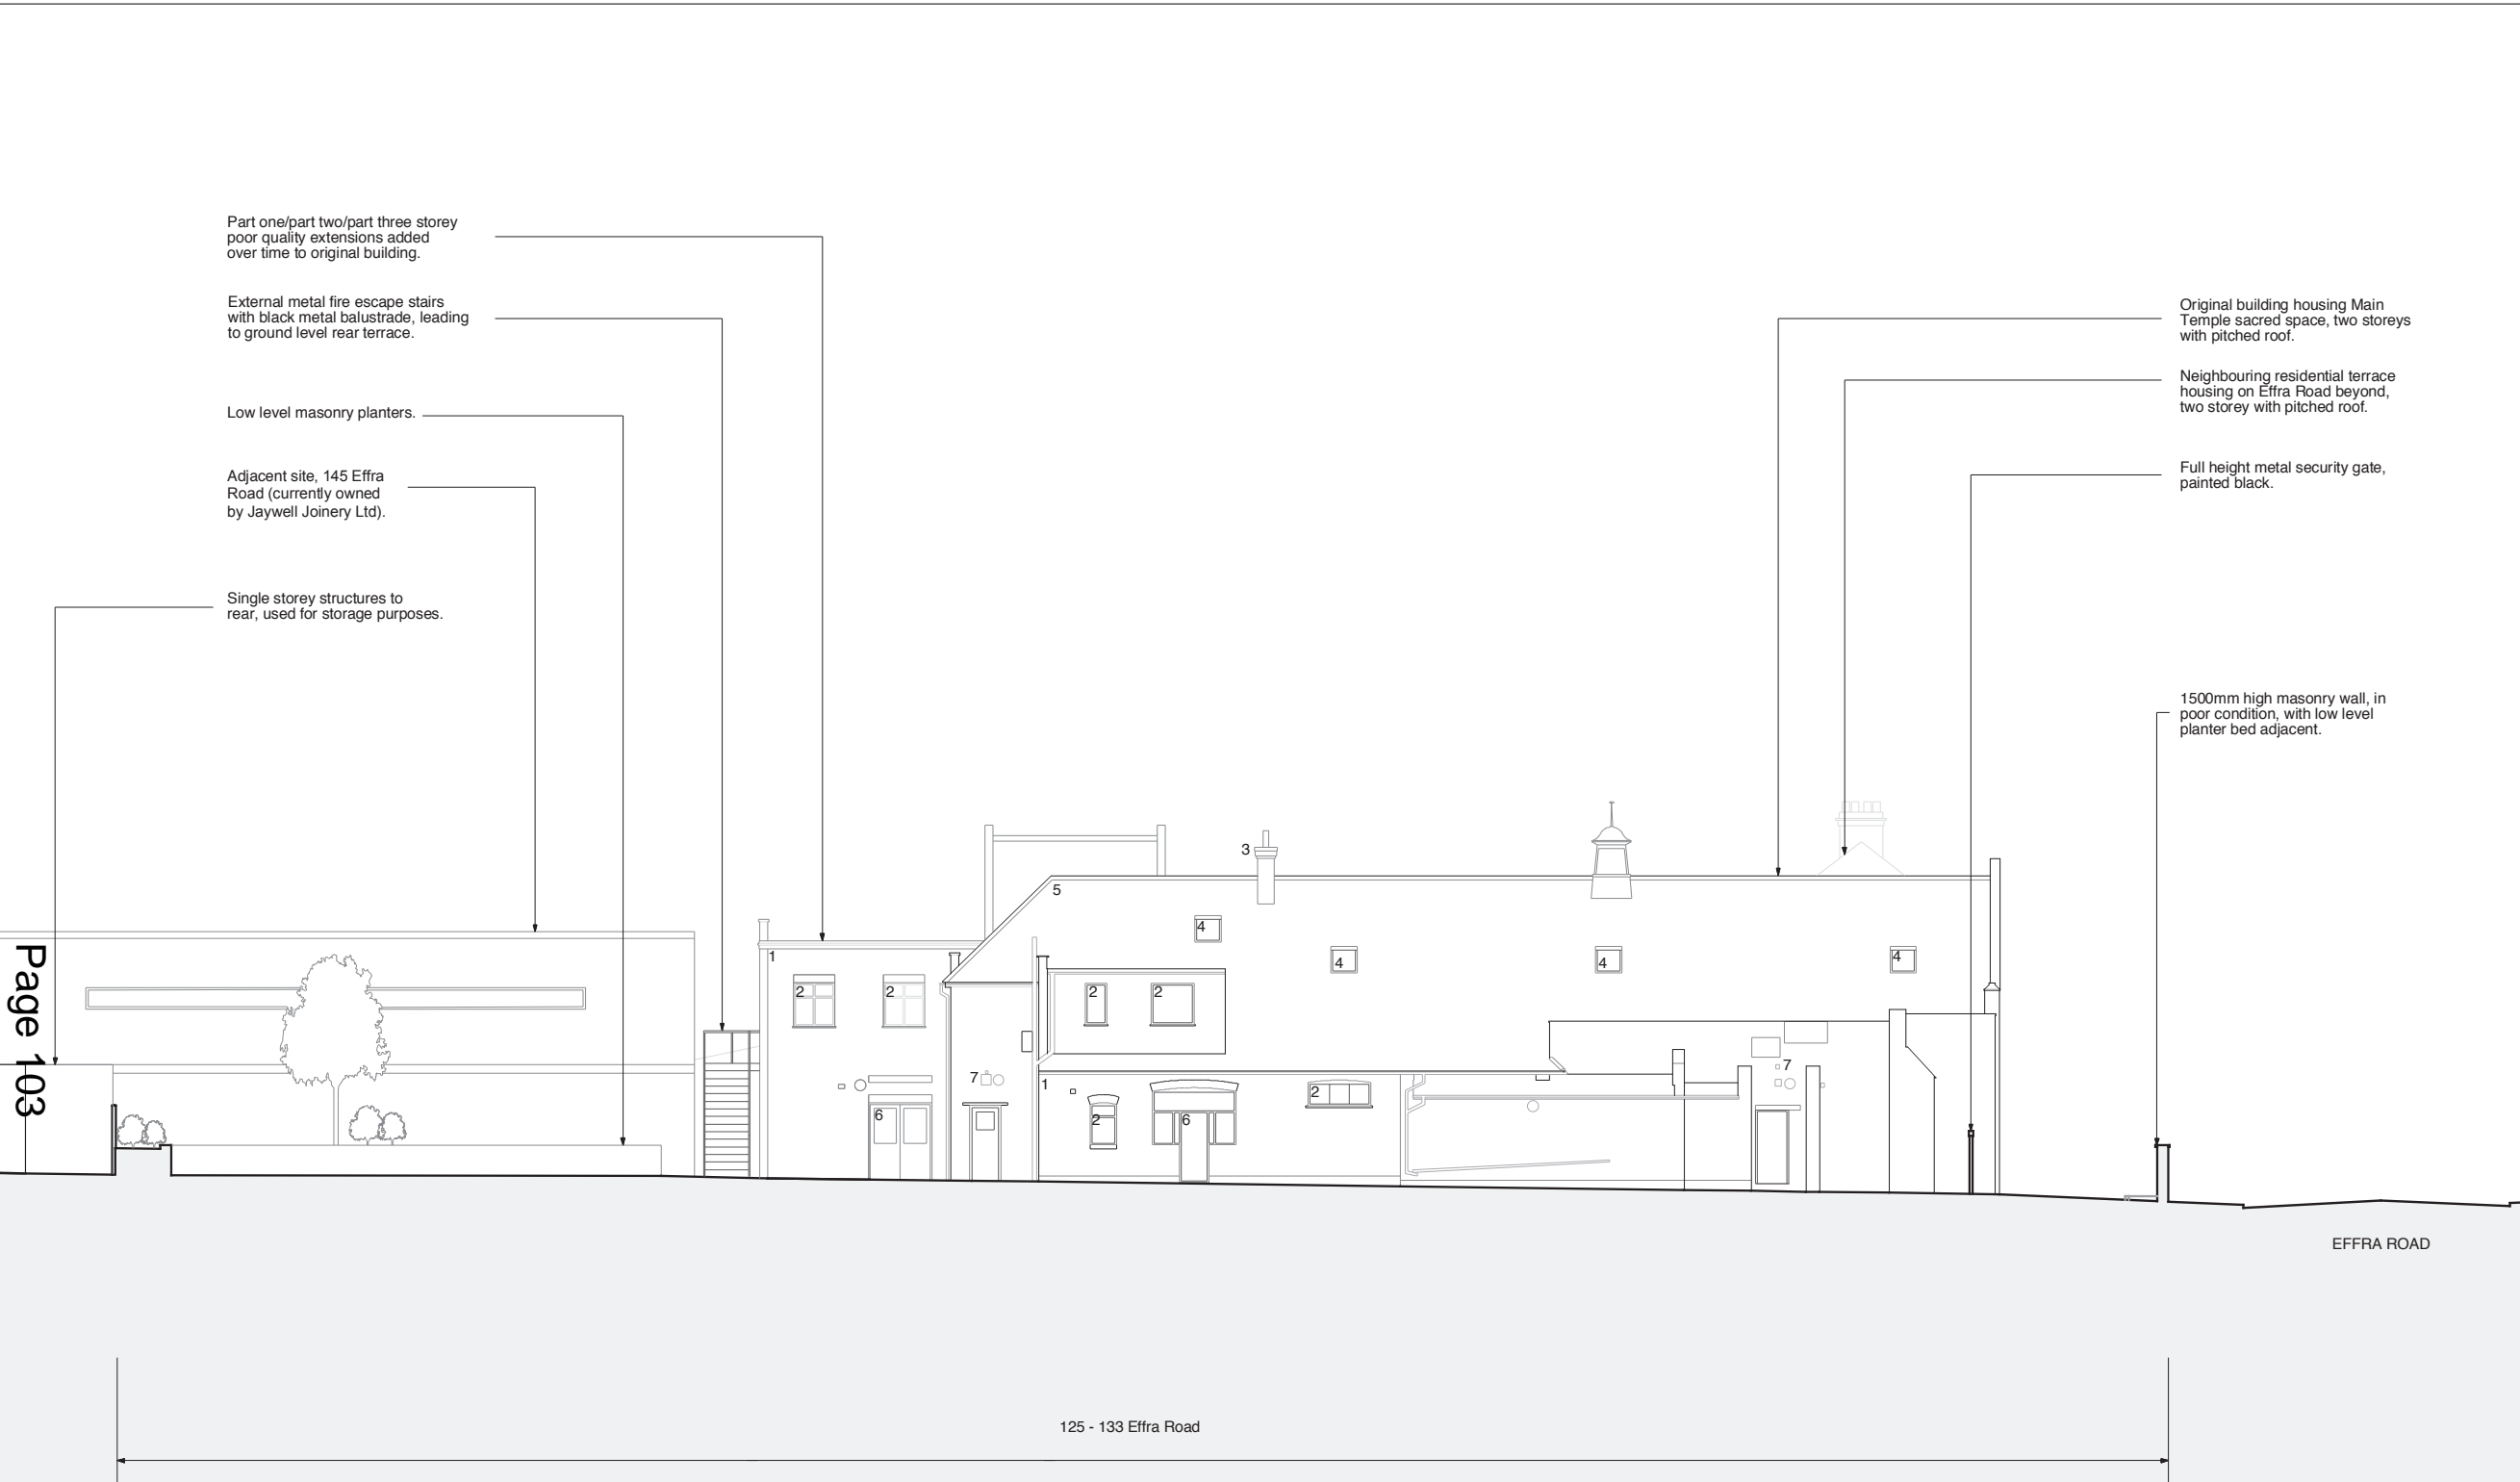 Part one/part two/part three storey
poor quality extensions added
over time to original building.
External metal fire escape stairs
with black metal balustrade, leading
to ground level rear terrace.
Low level masonry planters.
Adjacent site, 145 Effra
Road (currently owned
by Jaywell Joinery Ltd).
Single storey structures to
rear, used for storage purposes.
Original building housing Main
Temple sacred space, two storeys
with pitched roof.
Neighbouring residential terrace
housing on Effra Road beyond,
two storey with pitched roof.
Full height metal security gate,
painted black.
1500mm high masonry wall, in
poor condition, with low level
planter bed adjacent.
3
5
4
4
4
4
1
2
2
2
2
7
7
1
2
2
6
6
Page 103
EFFRA ROAD
125 - 133 Effra Road